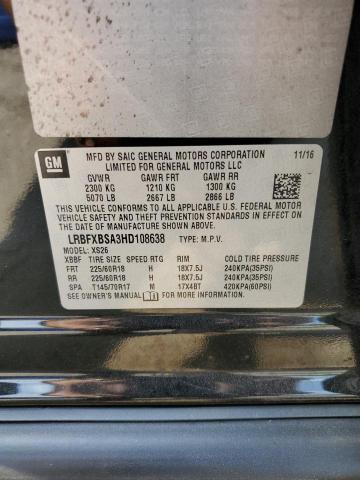 GM
MFD BY SAIC GENERAL MOTORS CORPORATION 11/16
LIMITED FOR GENERAL MOTORS LLC
GVWR GAWR FRT GAWR RR
2300 KG 1210 KG 1300 KG
5070 LB 2667 LB 2866 LB
THIS VEHICLE CONFORMS TO ALL APPLICABLE U.S. FEDERAL MOTOR
VEHICLE SAFETY STANDARDS IN EFFECT ON THE
DATE OF MANUFACTURE SHOWN ABOVE.
LRBFXBSA3HD108638 TYPE: M.P.V.
MODEL: XS26
XBBF TIRE SIZE SPEED RTG RIM COLD TIRE PRESSURE
FRT 225/60R18 H 18X7.5J 240KPA(35PSI)
RR 225/60R18 H 18X7.5J 240KPA(35PSI)
SPA T145/70R17 M 17X4BT 420KPA(60PSI)
SEE OWNER'S MANUAL FOR MORE INFORMATION